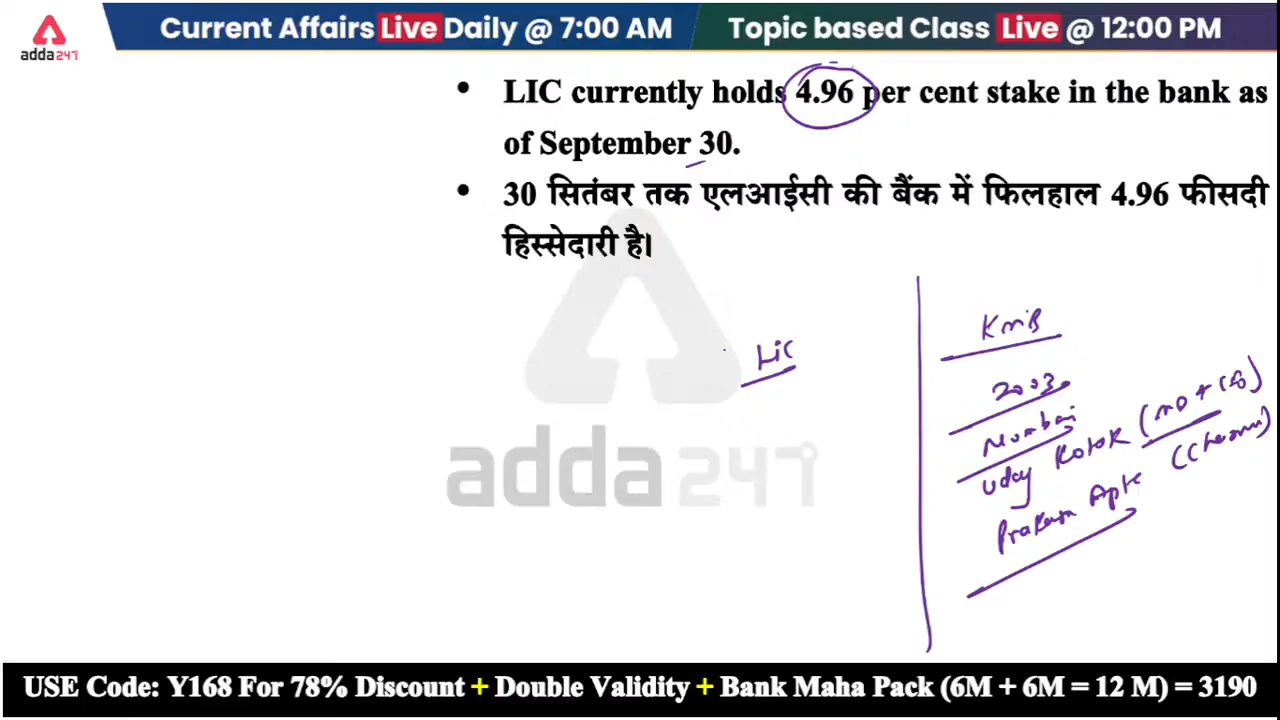 Current Affairs Live Daily @ 7:00 AM
Topic based Class Live @ 12:00 PM
adda247
• LIC currently holds 4.96 per cent stake in the bank as
of September 30.
• 30 सितंबर तक एलआईसी की बैंक में फिलहाल 4.96 फीसदी
हिस्सेदारी है।
LiC
KMB
2003
Mumbai
Uday Kotak (MD +
Prakash Apte
adda247
USE Code: Y168 For 78% Discount + Double Validity + Bank Maha Pack (6M + 6M = 12 M) = 3190